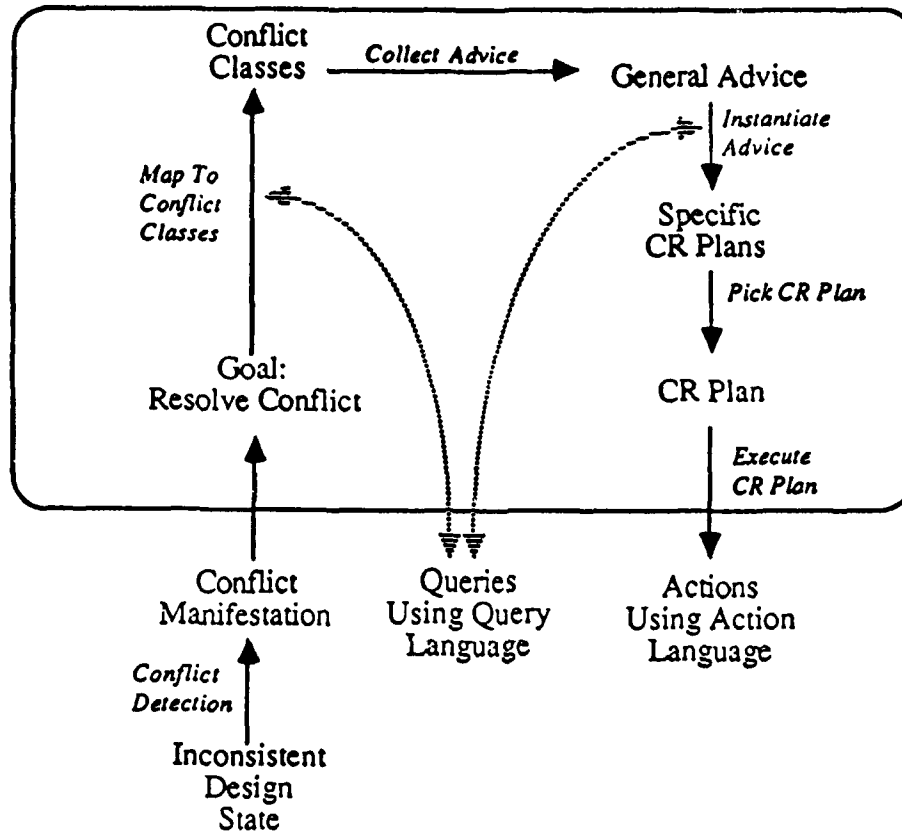 Conflict
Classes
Collect Advice
General Advice
Instantiate
Advice
Map To
Conflict
Classes
Specific
CR Plans
Pick CR Plan
Goal:
Resolve Conflict
CR Plan
Execute
CR Plan
Conflict
Manifestation
Queries
Using Query
Language
Actions
Using Action
Language
Conflict
Detection
Inconsistent
Design
State